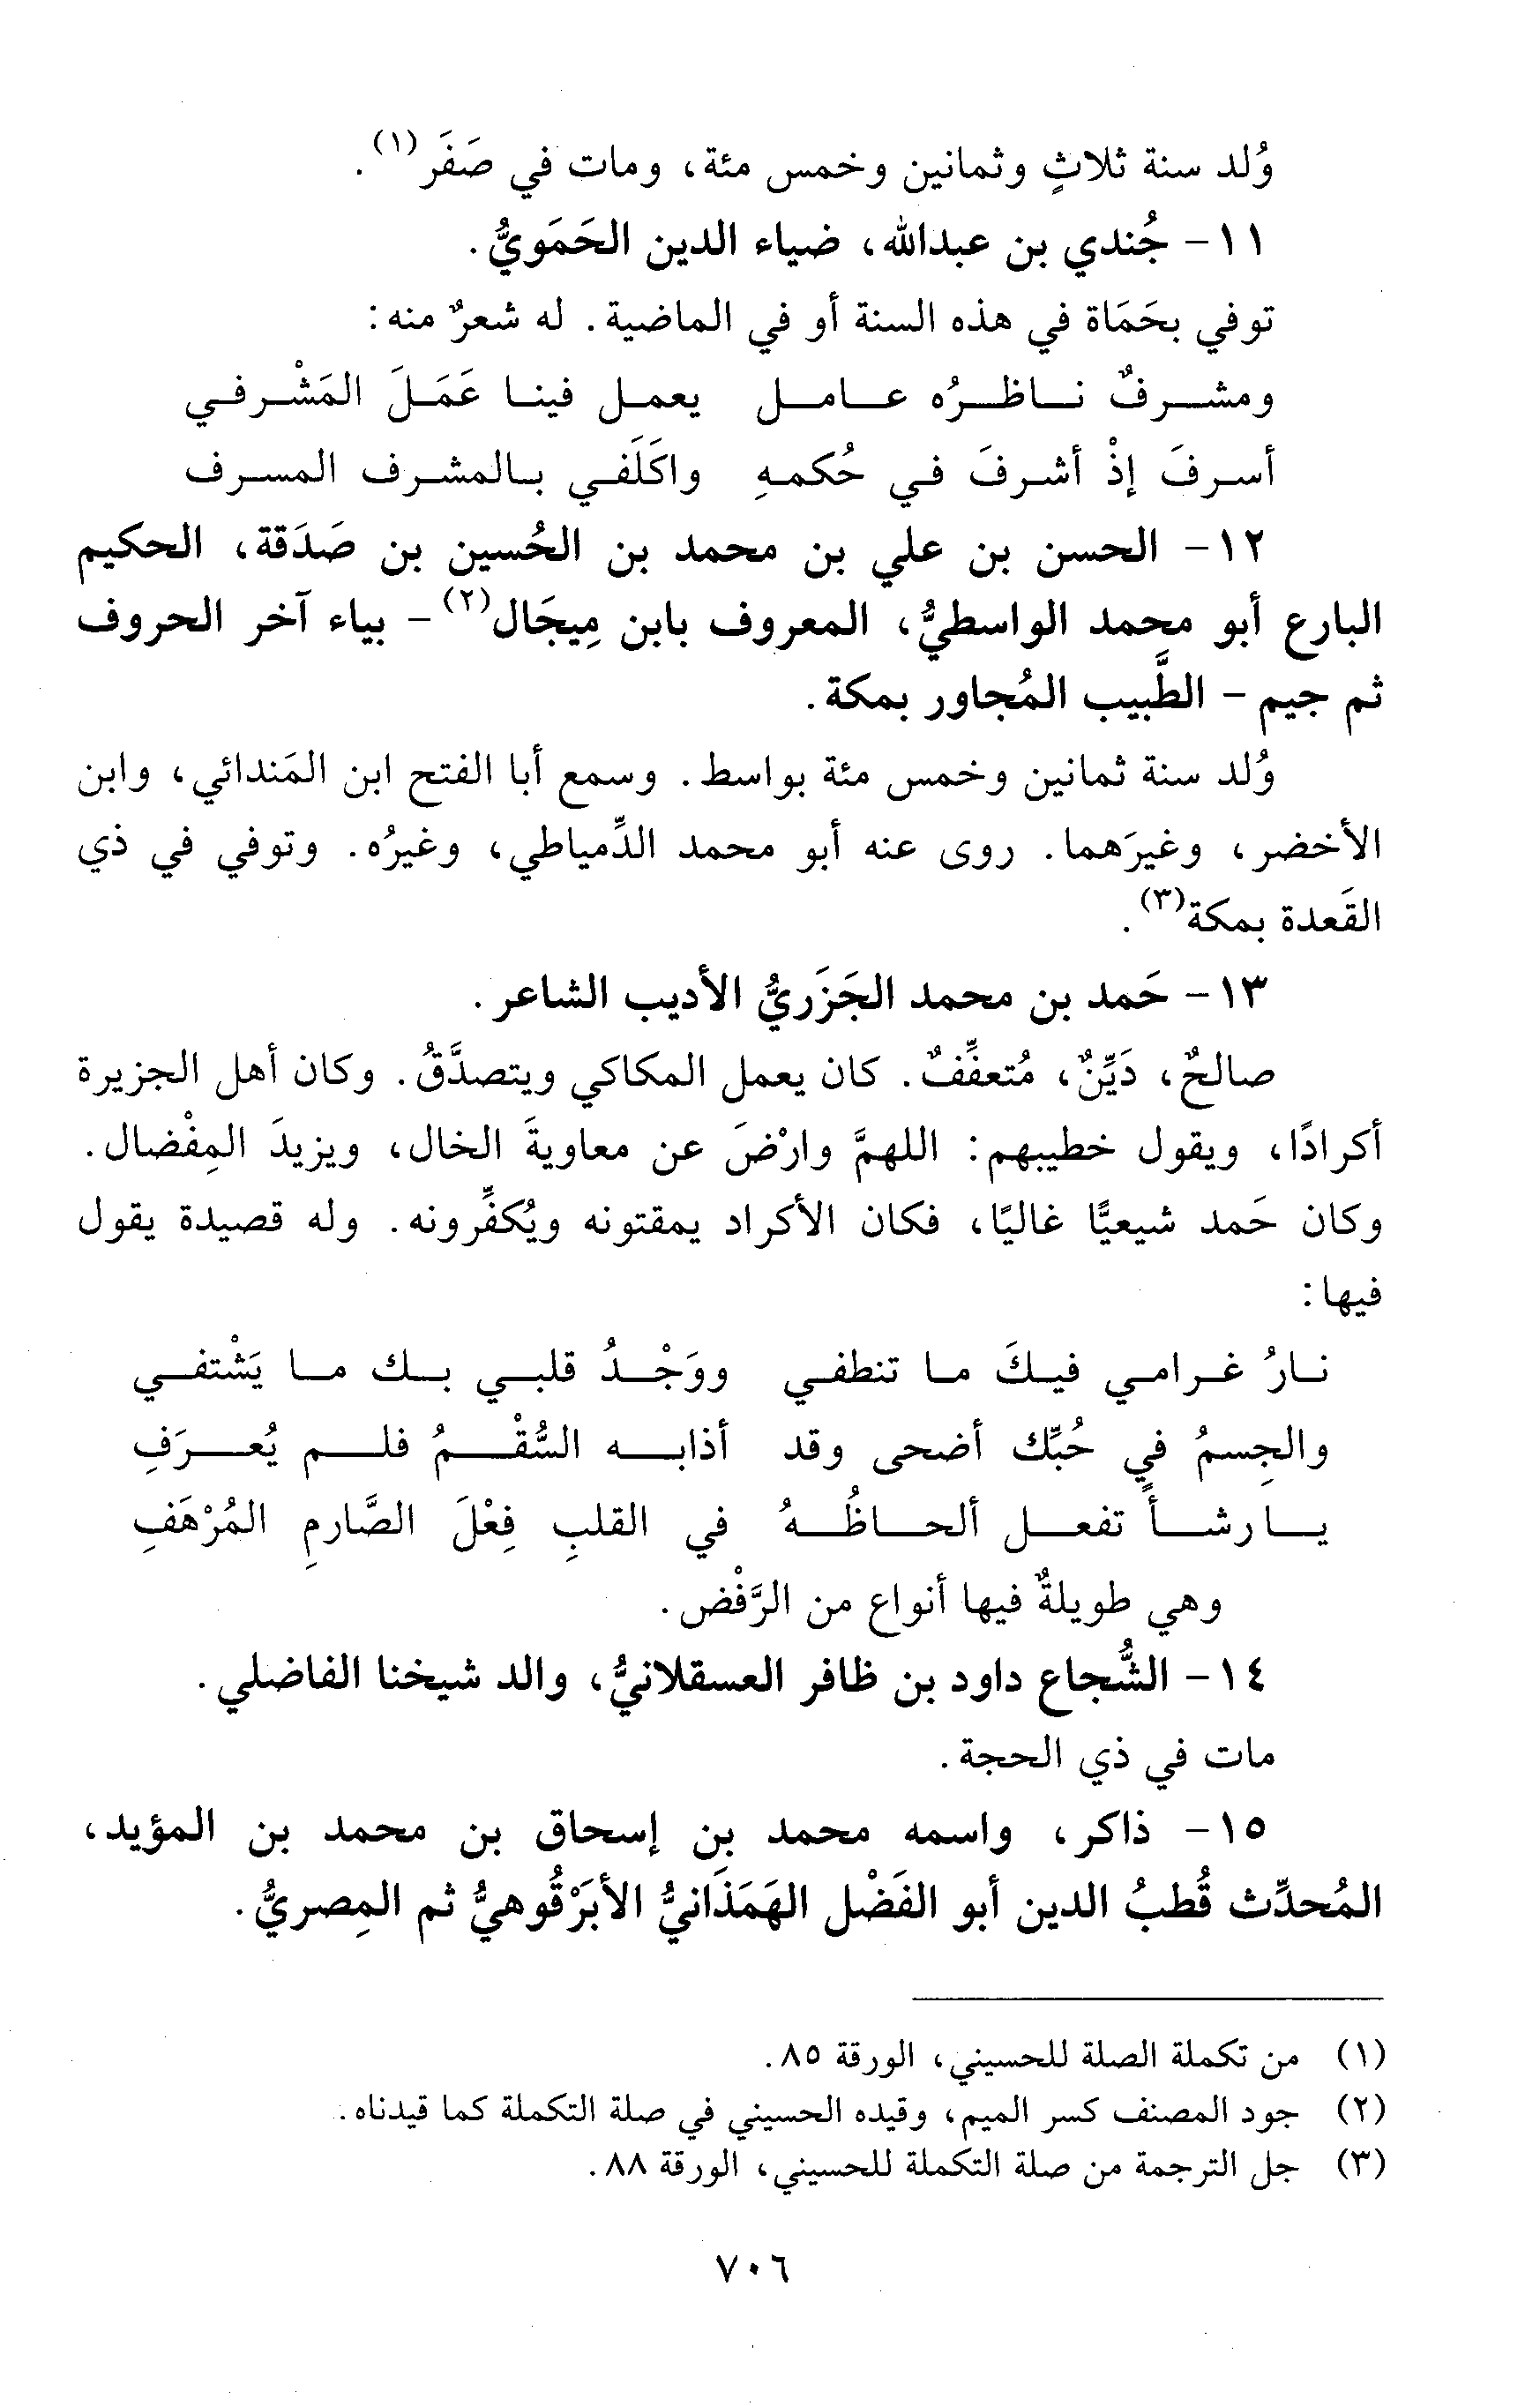 وُلد سنة ثلاثٍ وثمانين وخمس مئة، ومات في صَفَر(١).
١١- جُندي بن عبدالله، ضياء الدين الحَمَويُّ.
توفي بحَمَاة في هذه السنة أو في الماضية. له شعرٌ منه:
ومشرفٌ ناظرُه عامل يعمل فينا عَمَلَ المَشْرفي
أسرفَ إذْ أشرفَ في حُكمهِ واكَلَفي بالمشرف المسرف
١٢- الحسن بن علي بن محمد بن الحُسين بن صَدَقة، الحكيم
البارع أبو محمد الواسطيُّ، المعروف بابن مِيجَال(٢) - بياء آخر الحروف
ثم جيم - الطَّبيب المُجاور بمكة.
وُلد سنة ثمانين وخمس مئة بواسط. وسمع أبا الفتح ابن المَندائي، وابن
الأخضر، وغيرَهما. روى عنه أبو محمد الدِّمياطي، وغيرُه. وتوفي في ذي
القَعدة بمكة(٣).
١٣- حَمد بن محمد الجَزَريُّ الأديب الشاعر.
صالحٌ، دَيِّنٌ، مُتعفِّفٌ. كان يعمل المكاكي ويتصدَّقُ. وكان أهل الجزيرة
أكرادًا، ويقول خطيبهم: اللهمَّ وارْضَ عن معاويةَ الخال، ويزيدَ المِفْضال.
وكان حَمد شيعيًّا غاليًا، فكان الأكراد يمقتونه ويُكفِّرونه. وله قصيدة يقول
فيها:
نارُ غرامي فيكَ ما تنطفي ووَجْدُ قلبي بك ما يَشْتفي
والجِسمُ في حُبِّك أضحى وقد أذابه السُّقْمُ فلم يُعرَفِ
يا رشأً تفعل ألحاظُهُ في القلبِ فِعْلَ الصَّارمِ المُرْهَفِ
وهي طويلةٌ فيها أنواع من الرَّفْض.
١٤- الشُّجاع داود بن ظافر العسقلانيُّ، والد شيخنا الفاضلي.
مات في ذي الحجة.
١٥- ذاكر، واسمه محمد بن إسحاق بن محمد بن المؤيد،
المُحدِّث قُطبُ الدين أبو الفَضْل الهَمَذَانيُّ الأبَرْقُوهيُّ ثم المِصريُّ.
(١) من تكملة الصلة للحسيني، الورقة ٨٥.
(٢) جود المصنف كسر الميم، وقيده الحسيني في صلة التكملة كما قيدناه.
(٣) جل الترجمة من صلة التكملة للحسيني، الورقة ٨٨.
٧٠٦